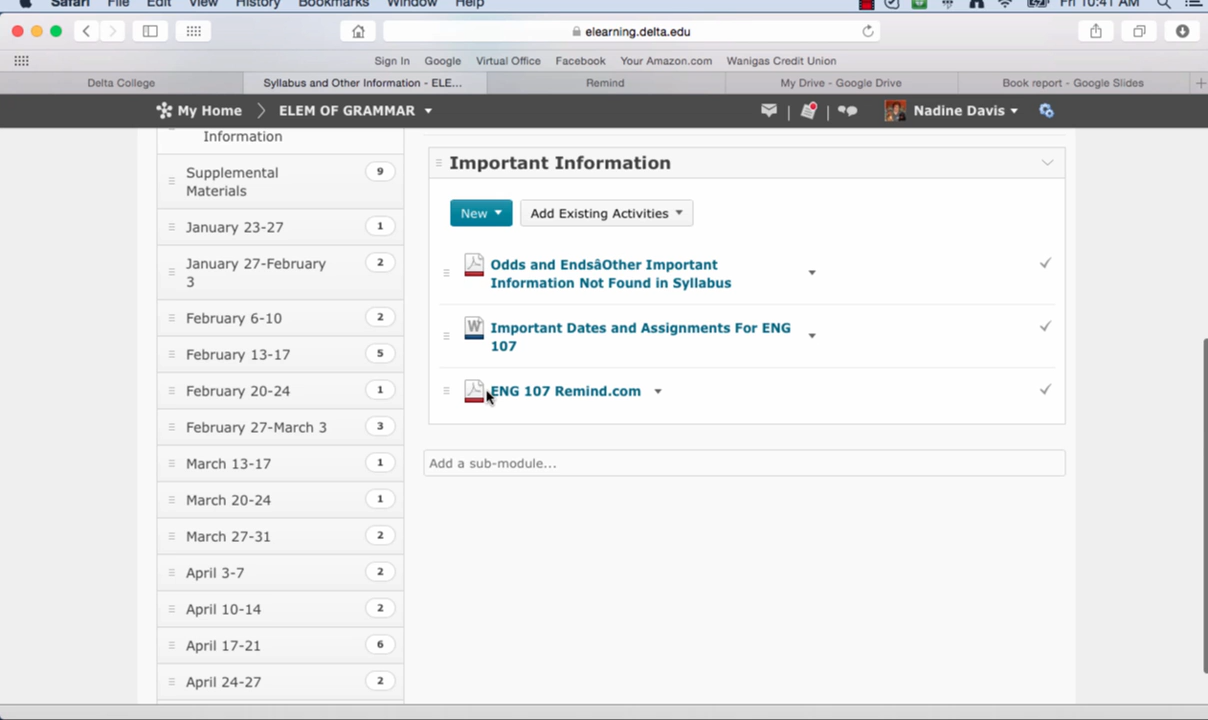 Safari File Edit View History Bookmarks Window Help Fri 10:41 AM
elearning.delta.edu
Sign In Google Virtual Office Facebook Your Amazon.com Wanigas Credit Union
Delta College Syllabus and Other Information - ELE... Remind My Drive - Google Drive Book report - Google Slides
My Home ELEM OF GRAMMAR Nadine Davis
Information
Supplemental
Materials
9
January 23-27 1
January 27-February
3
2
February 6-10 2
February 13-17 5
February 20-24 1
February 27-March 3 3
March 13-17 1
March 20-24 1
March 27-31 2
April 3-7 2
April 10-14 2
April 17-21 6
April 24-27 2
Important Information
New Add Existing Activities
Odds and EndsâOther Important
Information Not Found in Syllabus
Important Dates and Assignments For ENG
107
ENG 107 Remind.com
Add a sub-module...